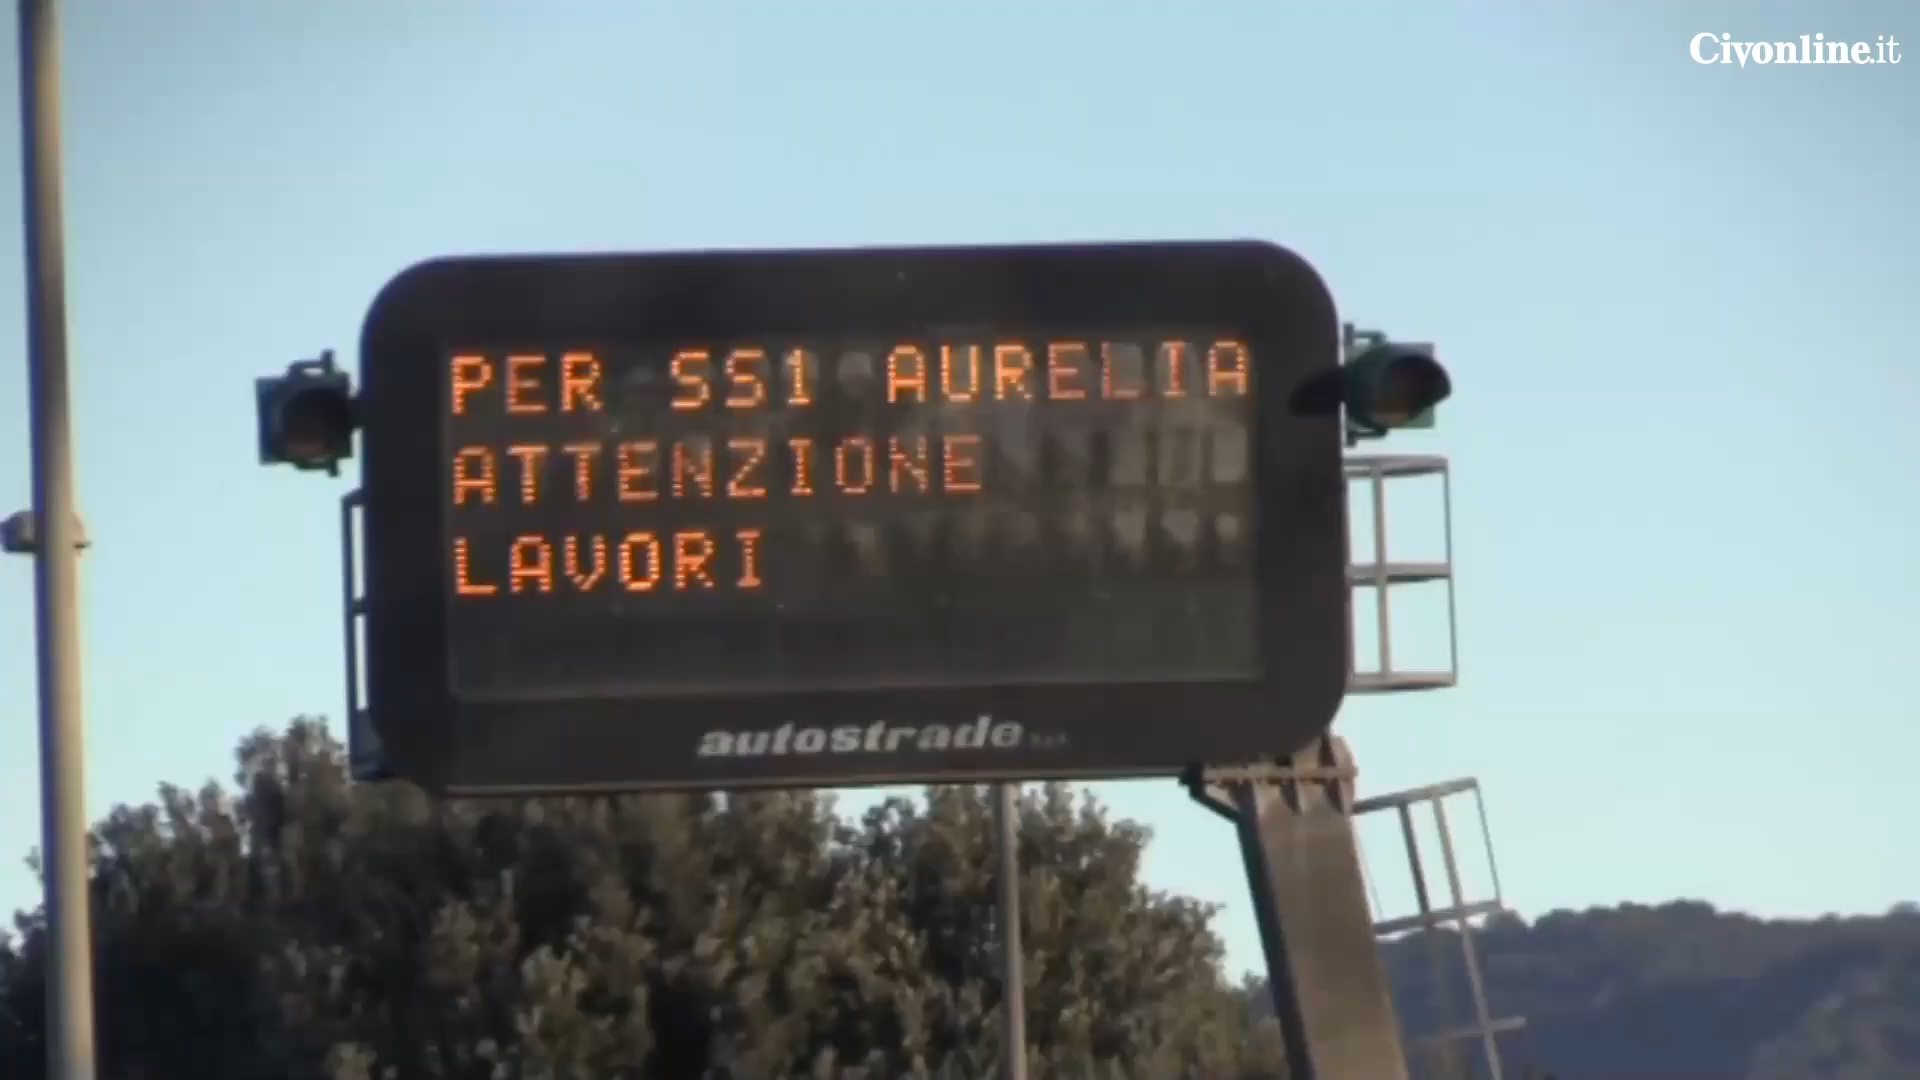 Civonline.it
PER SS1 AURELIA
ATTENZIONE
LAVORI
autostrade